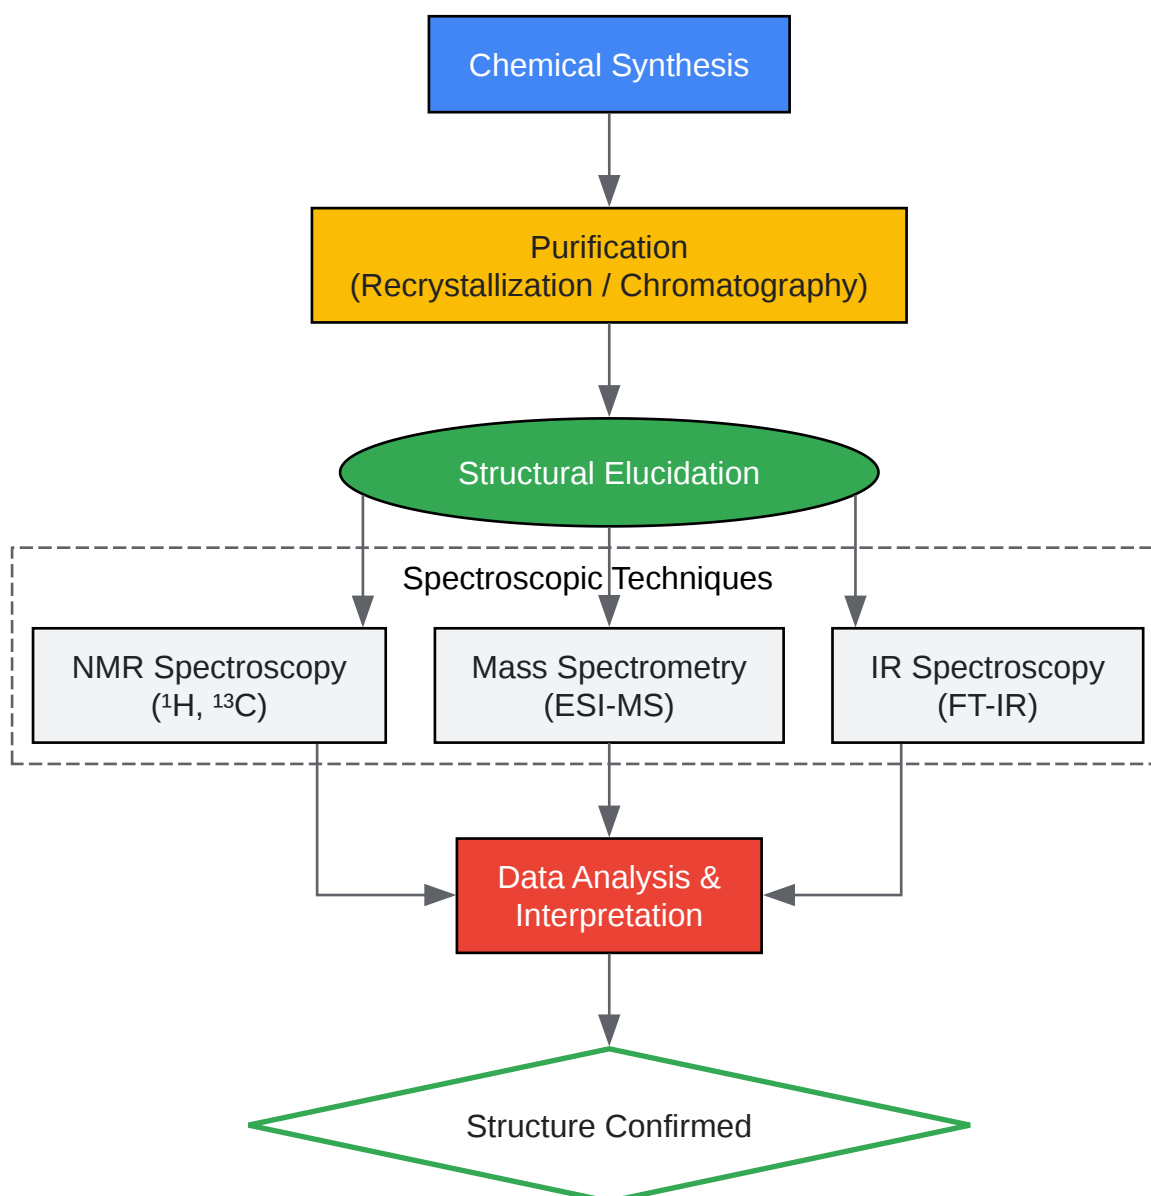 Chemical Synthesis
Purification
(Recrystallization / Chromatography)
Structural Elucidation
Spectroscopic Techniques
NMR Spectroscopy
(¹H, ¹³C)
Mass Spectrometry
(ESI-MS)
IR Spectroscopy
(FT-IR)
Data Analysis &
Interpretation
Structure Confirmed